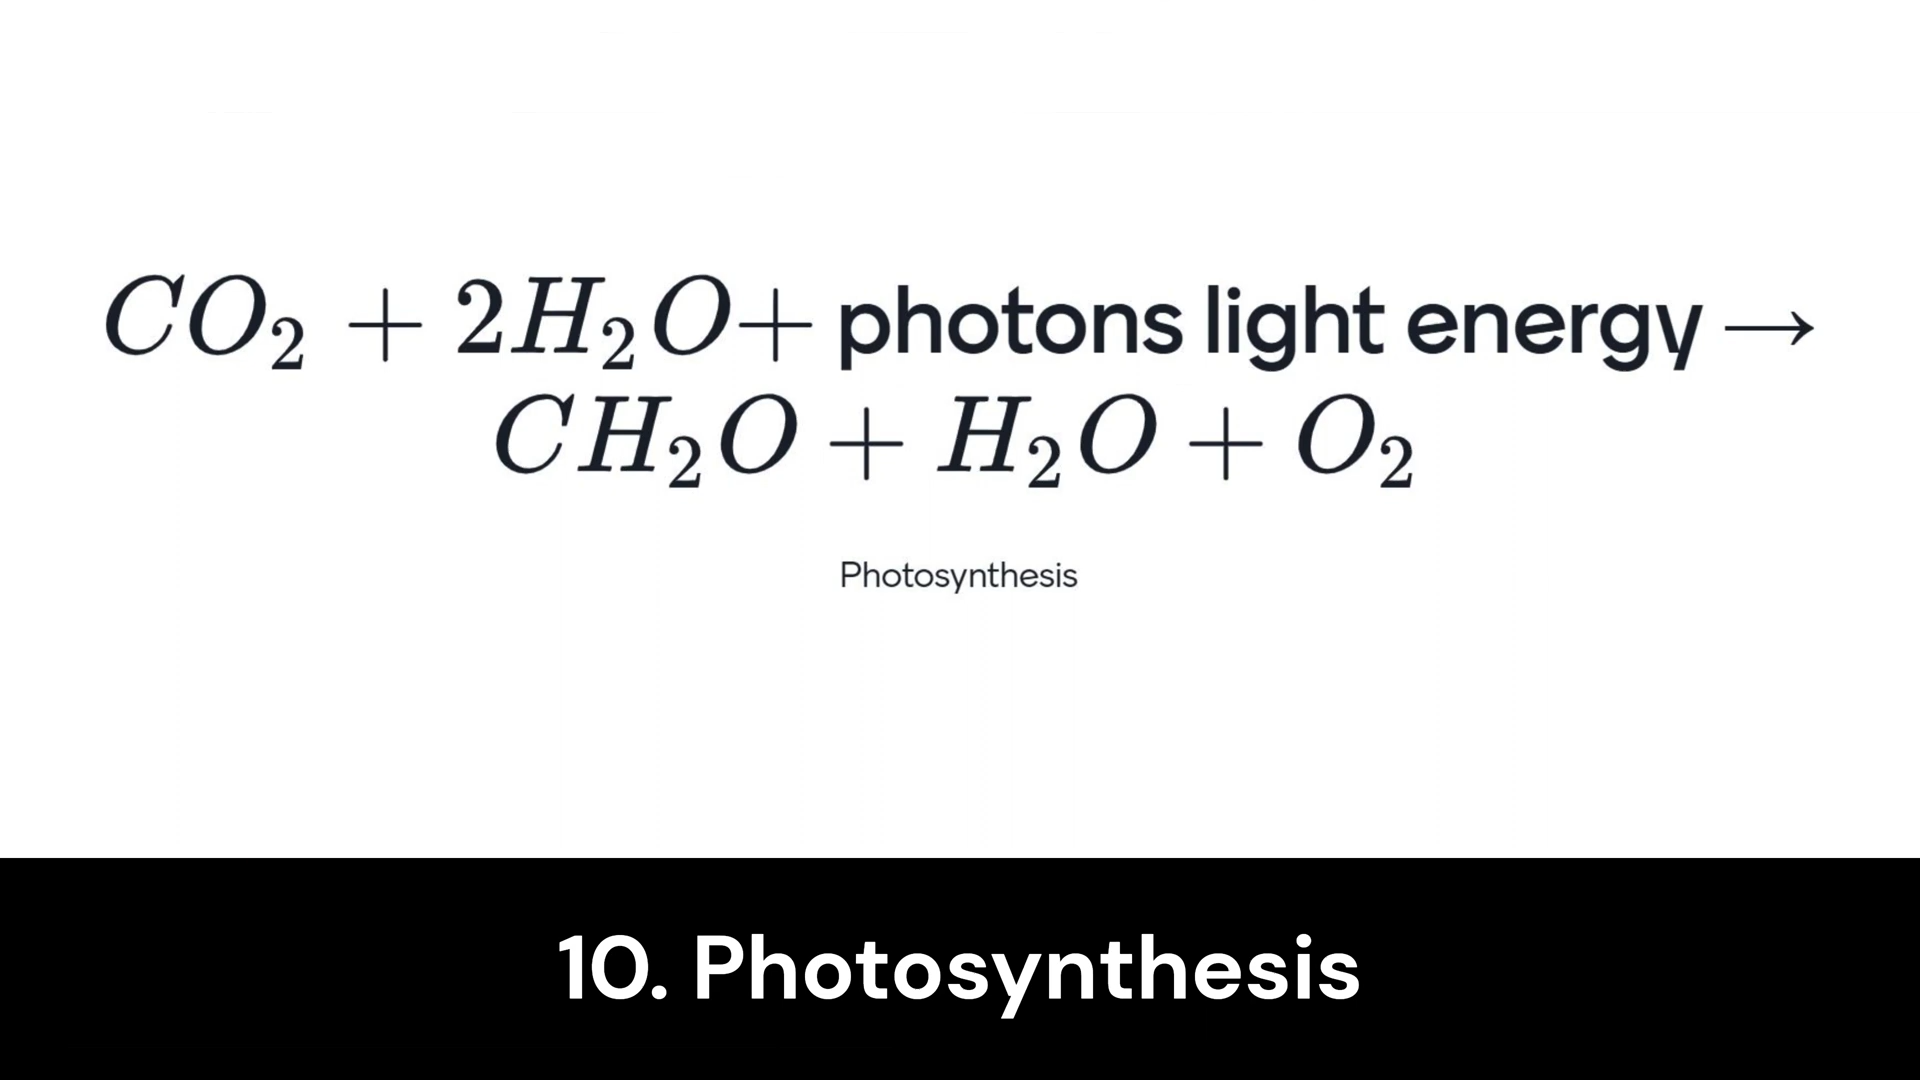 CO₂ + 2H₂O+ photons light energy →
CH₂O + H₂O + O₂
Photosynthesis
10. Photosynthesis